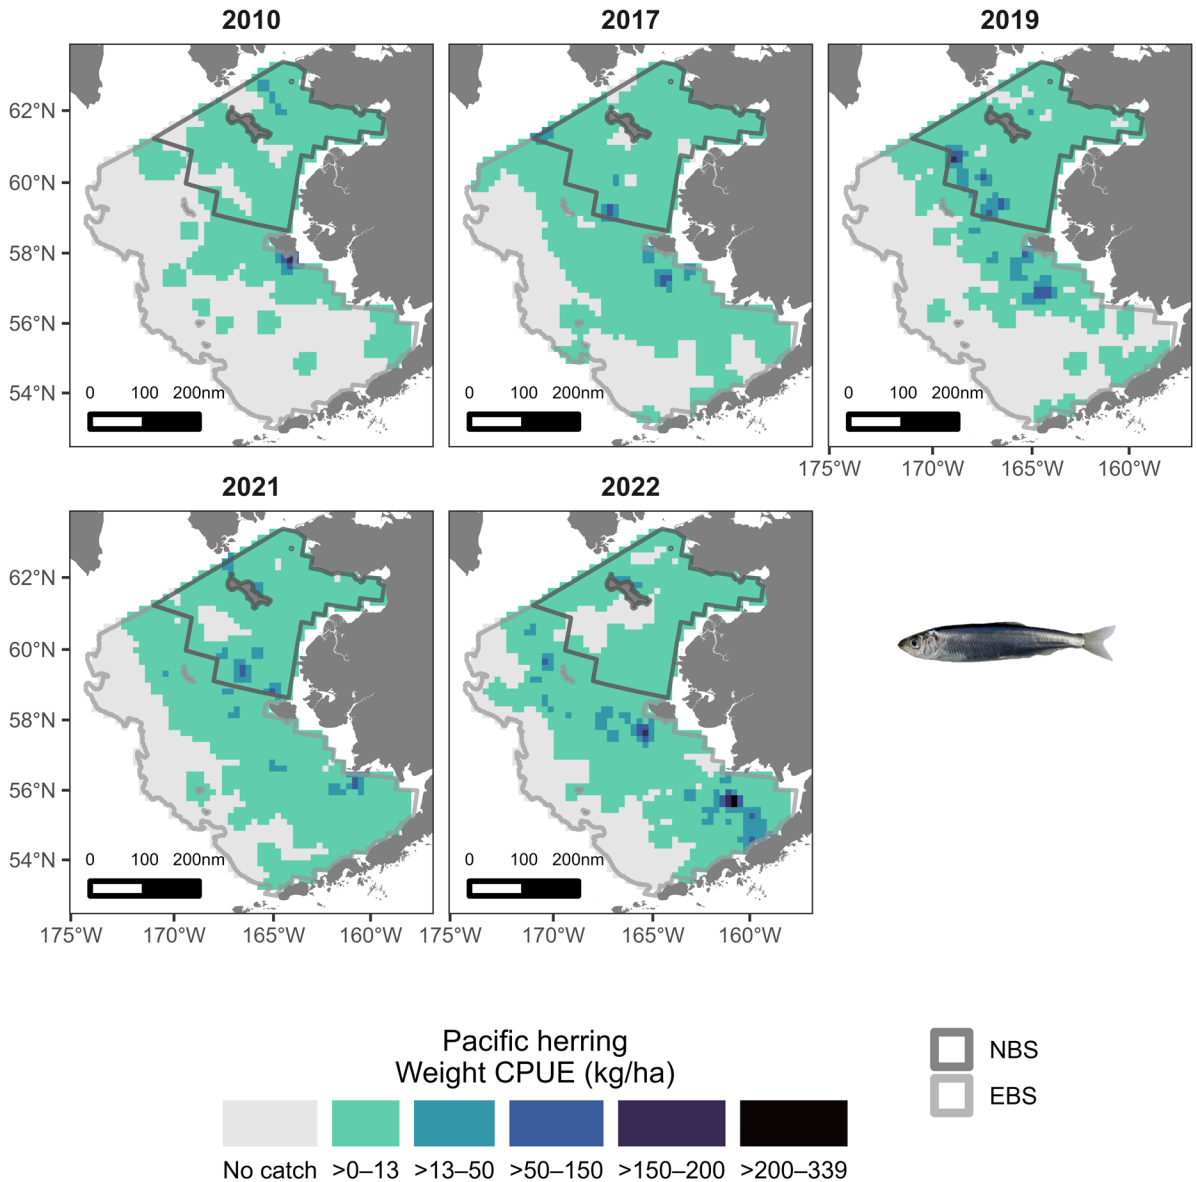 2010
2017
2019
62°N
60°N
58°N
56°N
54°N
0 100 200nm
0 100 200nm
0 100 200nm
175°W 170°W 165°W 160°W
2021
2022
62°N
60°N
58°N
56°N
54°N
0 100 200nm
0 100 200nm
175°W 170°W 165°W 160°W 175°W 170°W 165°W 160°W
Pacific herring
Weight CPUE (kg/ha)
No catch >0–13 >13–50 >50–150 >150–200 >200–339
NBS
EBS